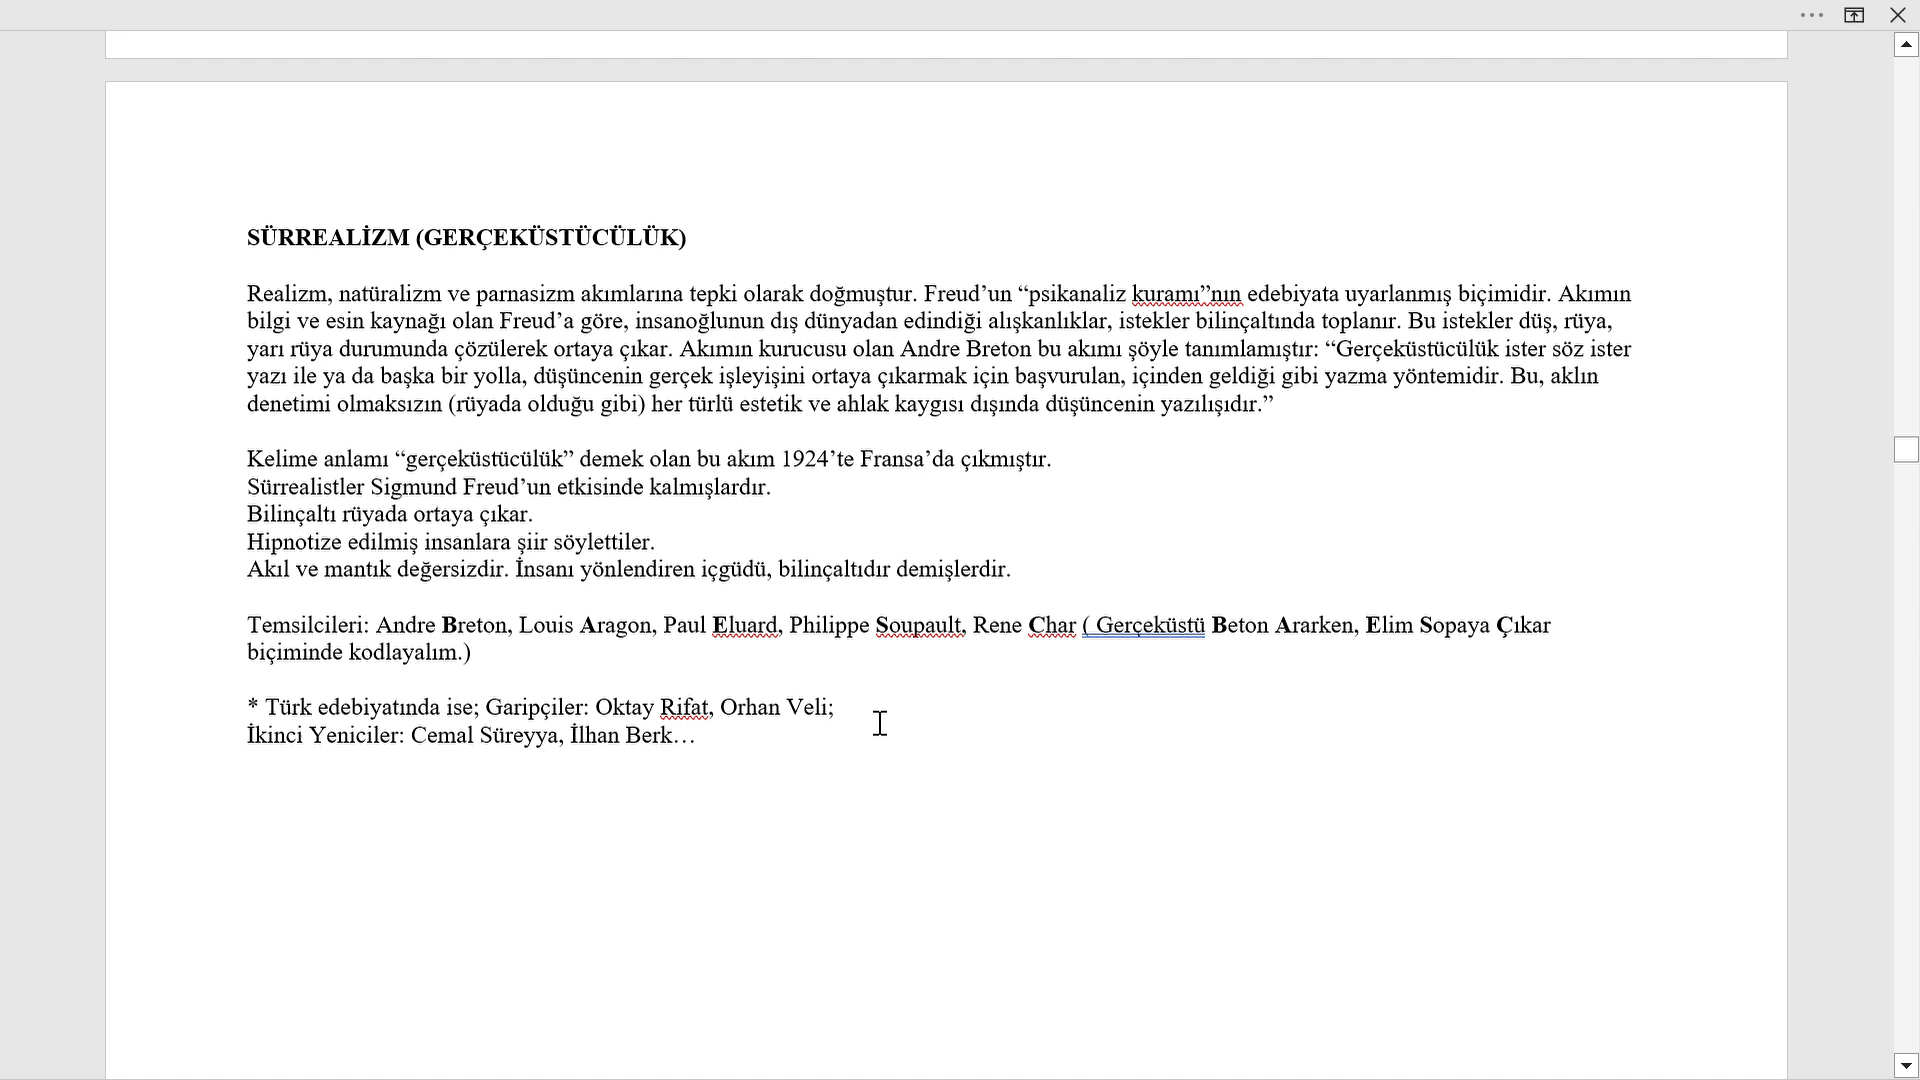 SÜRREALİZM (GERÇEKÜSTÜCÜLÜK)
Realizm, natüralizm ve parnasizm akımlarına tepki olarak doğmuştur. Freud’un “psikanaliz kuramı”nın edebiyata uyarlanmış biçimidir. Akımın
bilgi ve esin kaynağı olan Freud’a göre, insanoğlunun dış dünyadan edindiği alışkanlıklar, istekler bilinçaltında toplanır. Bu istekler düş, rüya,
yarı rüya durumunda çözülerek ortaya çıkar. Akımın kurucusu olan Andre Breton bu akımı şöyle tanımlamıştır: “Gerçeküstücülük ister söz ister
yazı ile ya da başka bir yolla, düşüncenin gerçek işleyişini ortaya çıkarmak için başvurulan, içinden geldiği gibi yazma yöntemidir. Bu, aklın
denetimi olmaksızın (rüyada olduğu gibi) her türlü estetik ve ahlak kaygısı dışında düşüncenin yazılışıdır.”
Kelime anlamı “gerçeküstücülük” demek olan bu akım 1924’te Fransa’da çıkmıştır.
Sürrealistler Sigmund Freud’un etkisinde kalmışlardır.
Bilinçaltı rüyada ortaya çıkar.
Hipnotize edilmiş insanlara şiir söylettiler.
Akıl ve mantık değersizdir. İnsanı yönlendiren içgüdü, bilinçaltıdır demişlerdir.
Temsilcileri: Andre Breton, Louis Aragon, Paul Eluard, Philippe Soupault, Rene Char ( Gerçeküstü Beton Ararken, Elim Sopaya Çıkar
biçiminde kodlayalım.)
* Türk edebiyatında ise; Garipçiler: Oktay Rifat, Orhan Veli;
İkinci Yeniciler: Cemal Süreyya, İlhan Berk…